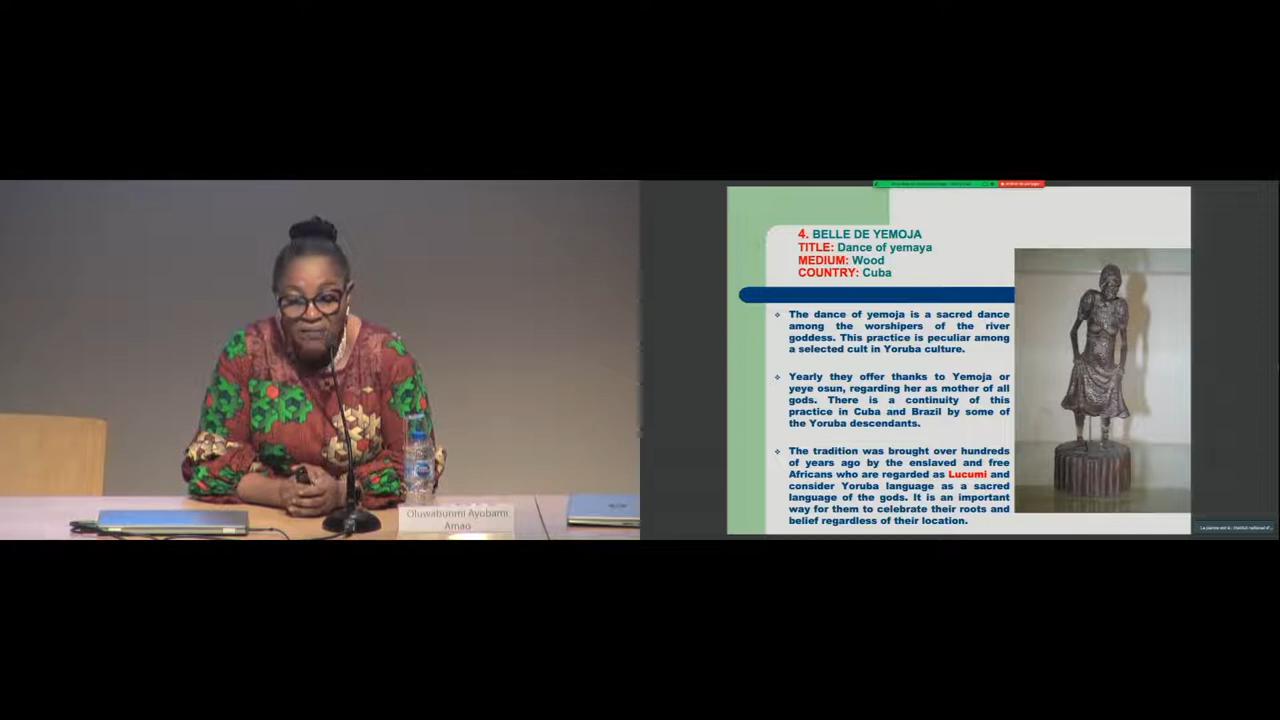 Oluwabunmi Ayobami
Amao
4. BELLE DE YEMOJA
TITLE: Dance of yemaya
MEDIUM: Wood
COUNTRY: Cuba
The dance of yemoja is a sacred dance
among the worshipers of the river
goddess. This practice is peculiar among
a selected cult in Yoruba culture.
Yearly they offer thanks to Yemoja or
yeye osun, regarding her as mother of all
gods. There is a continuity of this
practice in Cuba and Brazil by some of
the Yoruba descendants.
The tradition was brought over hundreds
of years ago by the enslaved and free
Africans who are regarded as Lucumi and
consider Yoruba language as a sacred
language of the gods. It is an important
way for them to celebrate their roots and
belief regardless of their location.